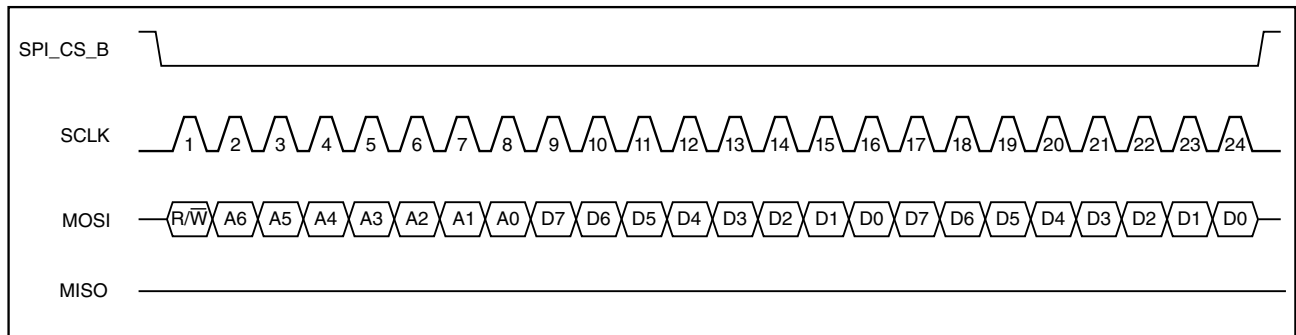 SPI_CS_B
SCLK 1 2 3 4 5 6 7 8 9 10 11 12 13 14 15 16 17 18 19 20 21 22 23 24
MOSI R/W̅ A6 A5 A4 A3 A2 A1 A0 D7 D6 D5 D4 D3 D2 D1 D0 D7 D6 D5 D4 D3 D2 D1 D0
MISO